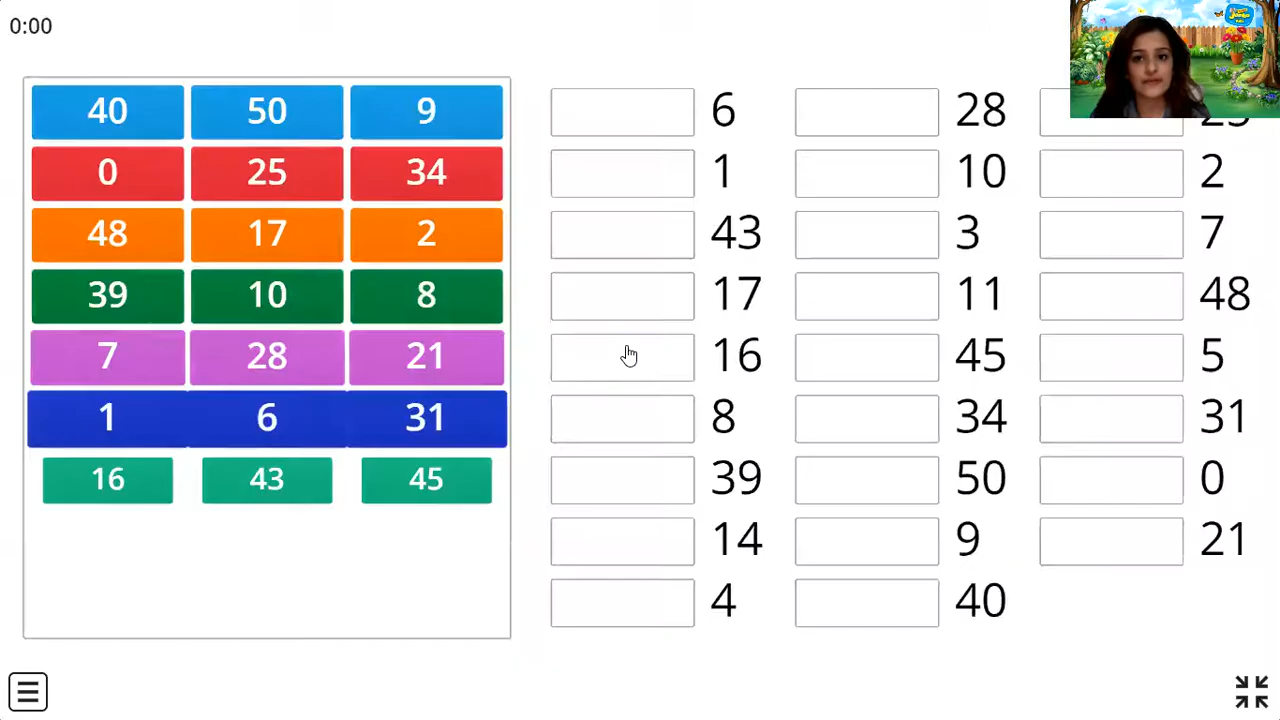 0:00
40 50 9
0 25 34
48 17 2
39 10 8
7 28 21
1 6 31
16 43 45
6 28
1 10 2
43 3 7
17 11 48
16 45 5
8 34 31
39 50 0
14 9 21
4 40